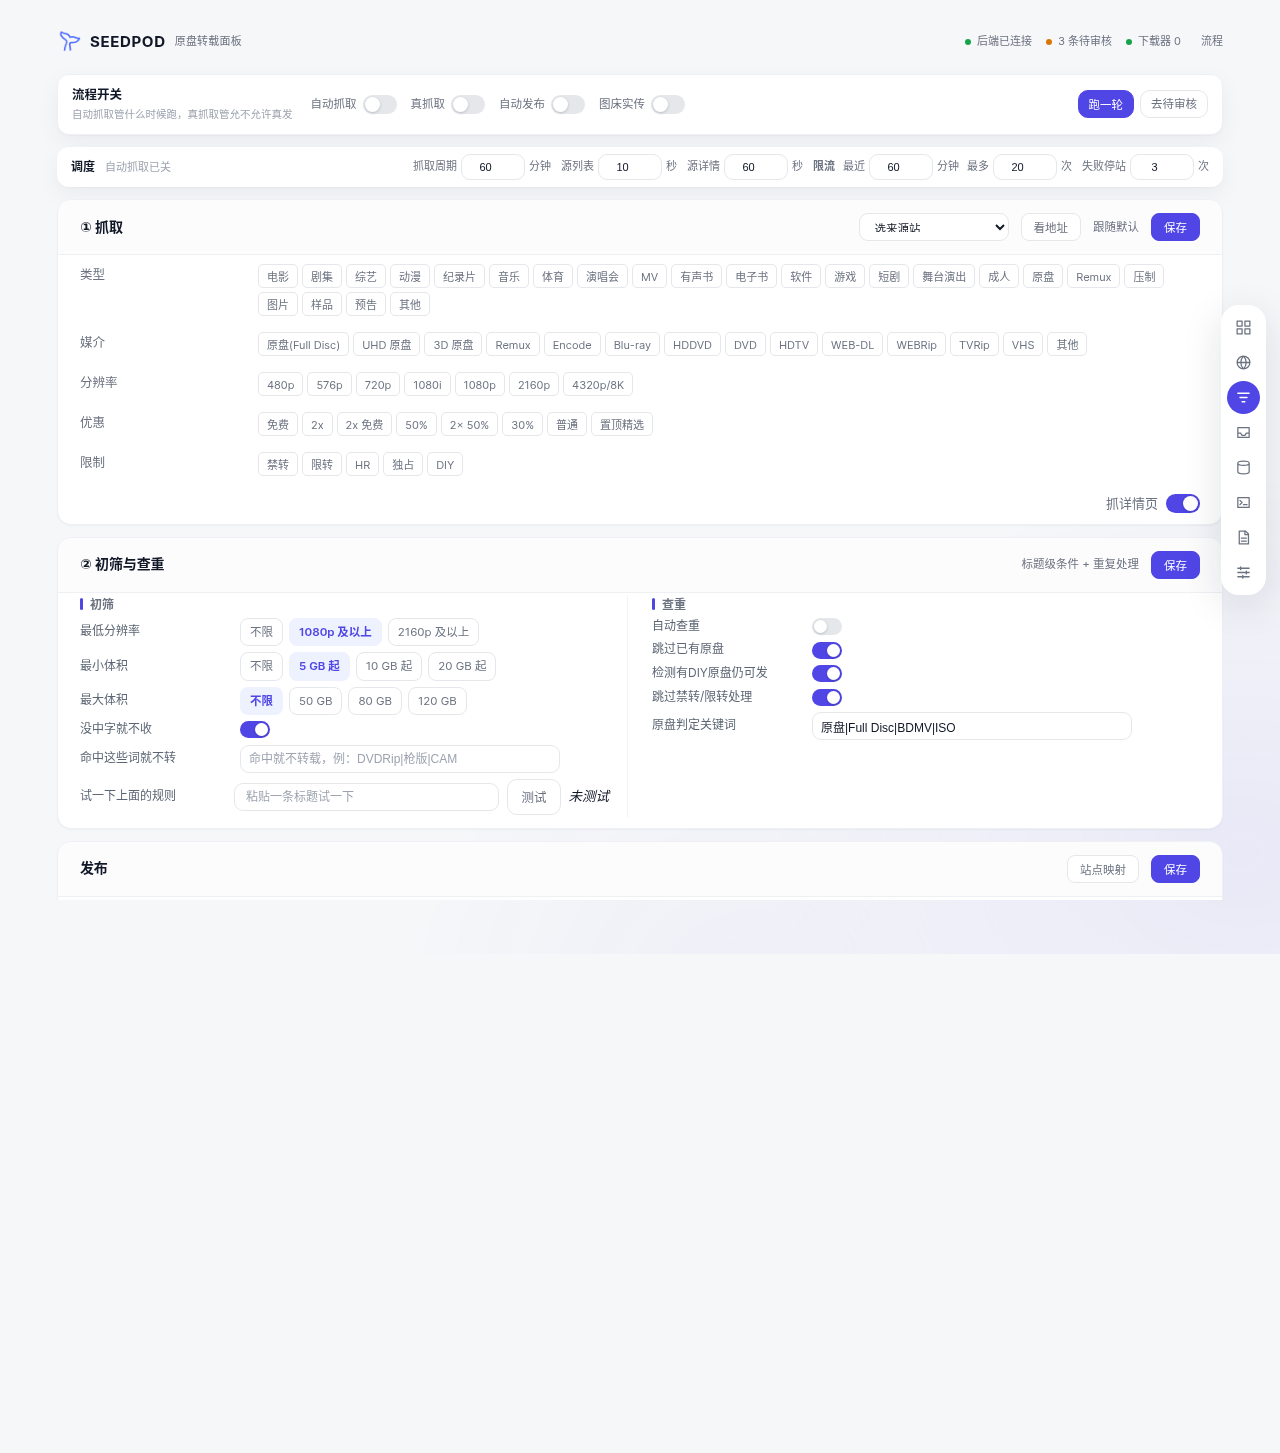 SEEDPOD 原盘转载面板 后端已连接 3 条待审核 下载器 0 流程
流程开关
自动抓取管什么时候跑，真抓取管允不允许真发
自动抓取 真抓取 自动发布 图床实传 跑一轮 去待审核
调度 自动抓取已关 抓取周期 60 分钟 源列表 10 秒 源详情 60 秒 限流 最近 60 分钟 最多 20 次 失败停站 3 次
① 抓取 选来源站 看地址 跟随默认 保存
类型 电影 剧集 综艺 动漫 纪录片 音乐 体育 演唱会 MV 有声书 电子书 软件 游戏 短剧 舞台演出 成人 原盘 Remux 压制
图片 样品 预告 其他
媒介 原盘(Full Disc) UHD 原盘 3D 原盘 Remux Encode Blu-ray HDDVD DVD HDTV WEB-DL WEBRip TVRip VHS 其他
分辨率 480p 576p 720p 1080i 1080p 2160p 4320p/8K
优惠 免费 2x 2x 免费 50% 2× 50% 30% 普通 置顶精选
限制 禁转 限转 HR 独占 DIY
抓详情页
② 初筛与查重 标题级条件 + 重复处理 保存
初筛
最低分辨率 不限 1080p 及以上 2160p 及以上
最小体积 不限 5 GB 起 10 GB 起 20 GB 起
最大体积 不限 50 GB 80 GB 120 GB
没中字就不收
命中这些词就不转 命中就不转载，例：DVDRip|枪版|CAM
试一下上面的规则 粘贴一条标题试一下 测试 未测试
查重
自动查重
跳过已有原盘
检测有DIY原盘仍可发
跳过禁转/限转处理
原盘判定关键词 原盘|Full Disc|BDMV|ISO
发布 站点映射 保存